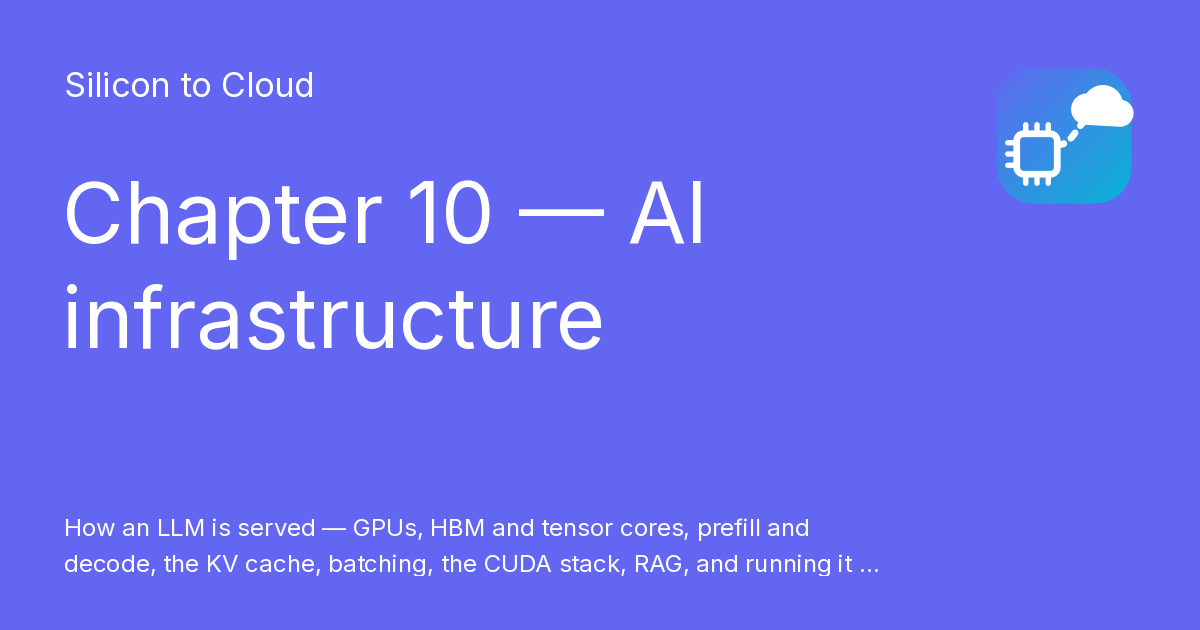 Silicon to Cloud
Chapter 10 — AI
infrastructure
How an LLM is served — GPUs, HBM and tensor cores, prefill and
decode, the KV cache, batching, the CUDA stack, RAG, and running it ...